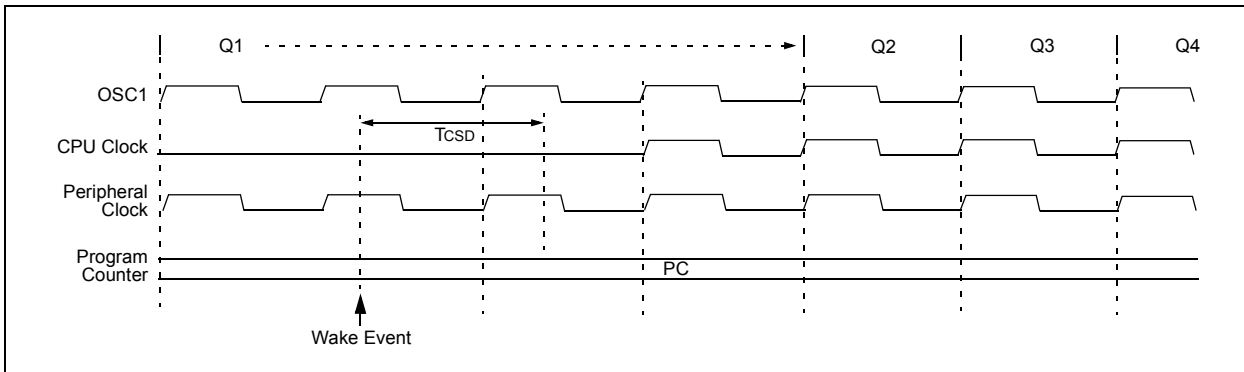 Q1 Q2 Q3 Q4
OSC1
TCSD
CPU Clock
Peripheral
Clock
Program
Counter
PC
Wake Event